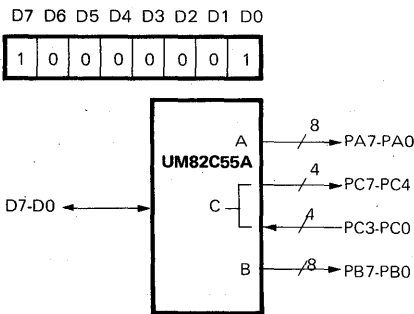 D7 D6 D5 D4 D3 D2 D1 D0
1 0 0 0 0 0 0 1
A 8 PA7-PA0
UM82C55A
4 PC7-PC4
D7-D0 C
4 PC3-PC0
B 8 PB7-PB0